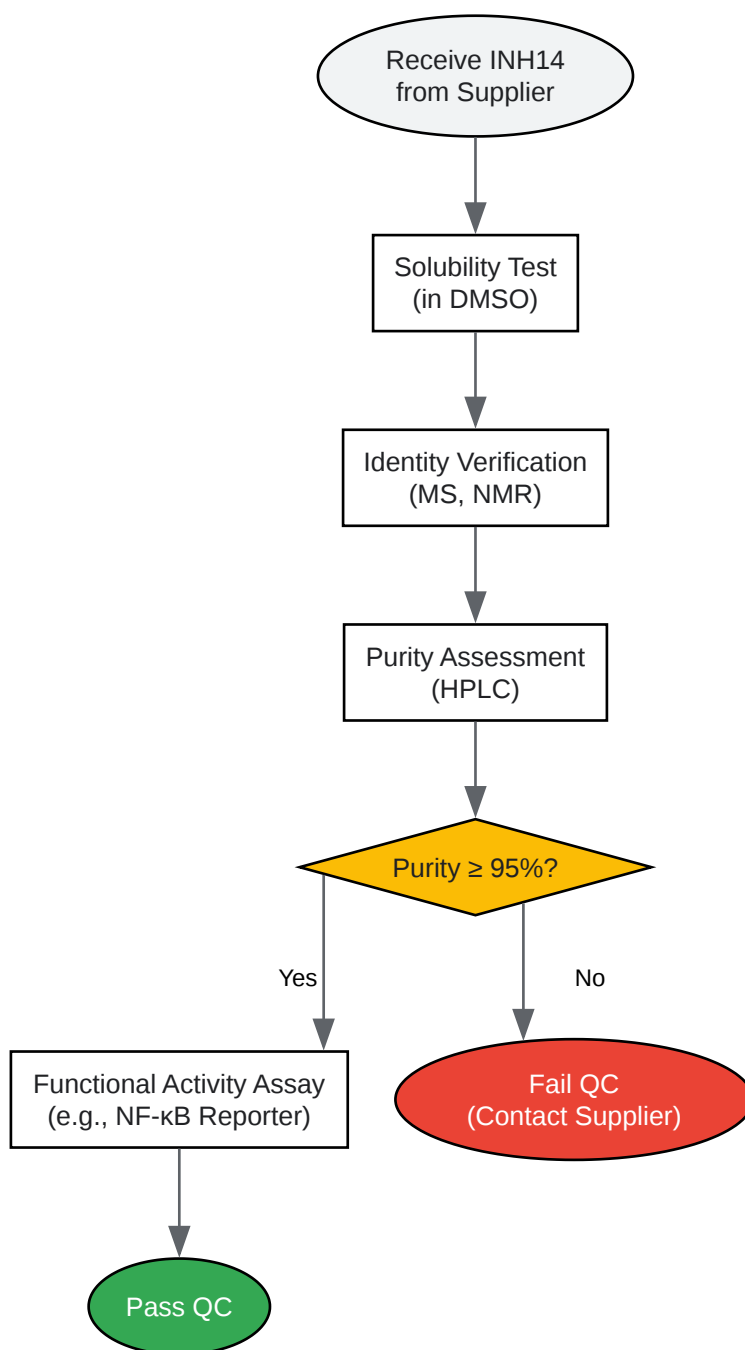 Receive INH14
from Supplier
Solubility Test
(in DMSO)
Identity Verification
(MS, NMR)
Purity Assessment
(HPLC)
Purity ≥ 95%?
Yes
No
Functional Activity Assay
(e.g., NF-κB Reporter)
Fail QC
(Contact Supplier)
Pass QC